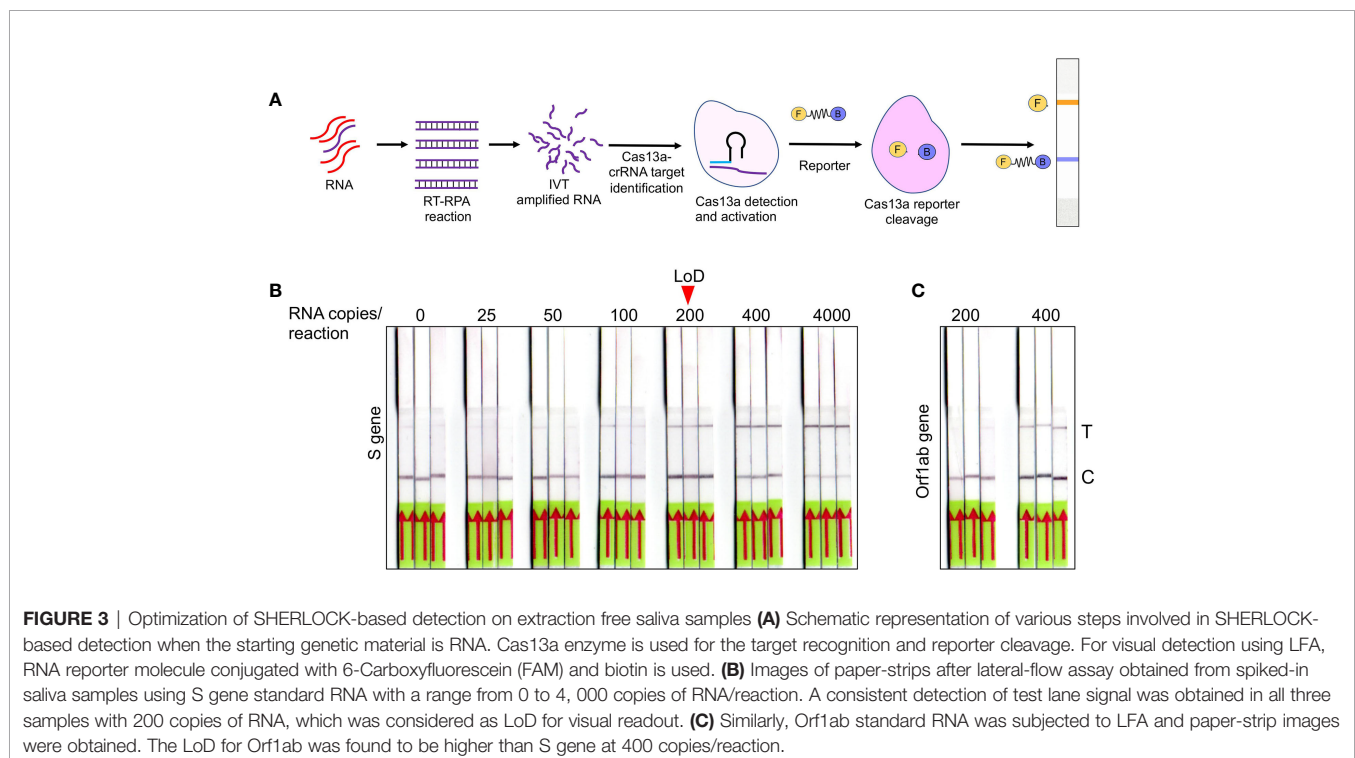 A
F
F B
F B
F B
RNA
RT-RPA
reaction
IVT
amplified RNA
Cas13a-
crRNA target
identification
Cas13a detection
and activation
Reporter
Cas13a reporter
cleavage
B
LoD
RNA copies/
reaction
0 25 50 100 200 400 4000
S gene
C
200 400
Orf1ab gene
T
C
FIGURE 3 | Optimization of SHERLOCK-based detection on extraction free saliva samples (A) Schematic representation of various steps involved in SHERLOCK-
based detection when the starting genetic material is RNA. Cas13a enzyme is used for the target recognition and reporter cleavage. For visual detection using LFA,
RNA reporter molecule conjugated with 6-Carboxyfluorescein (FAM) and biotin is used. (B) Images of paper-strips after lateral-flow assay obtained from spiked-in
saliva samples using S gene standard RNA with a range from 0 to 4, 000 copies of RNA/reaction. A consistent detection of test lane signal was obtained in all three
samples with 200 copies of RNA, which was considered as LoD for visual readout. (C) Similarly, Orf1ab standard RNA was subjected to LFA and paper-strip images
were obtained. The LoD for Orf1ab was found to be higher than S gene at 400 copies/reaction.